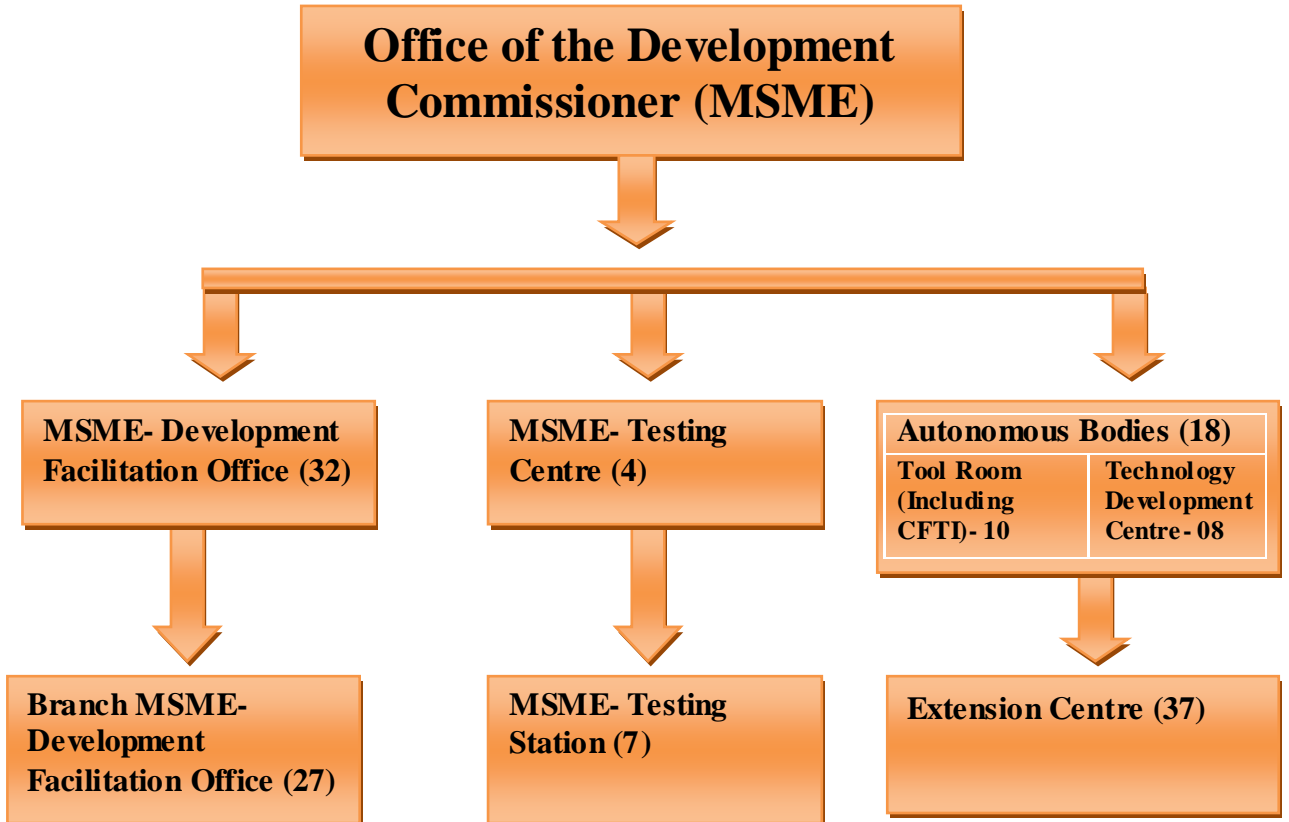 Office of the Development
Commissioner (MSME)
MSME- Development
Facilitation Office (32)
MSME- Testing
Centre (4)
Autonomous Bodies (18)
Tool Room
(Including
CFTI)- 10
Technology
Development
Centre- 08
Branch MSME-
Development
Facilitation Office (27)
MSME- Testing
Station (7)
Extension Centre (37)